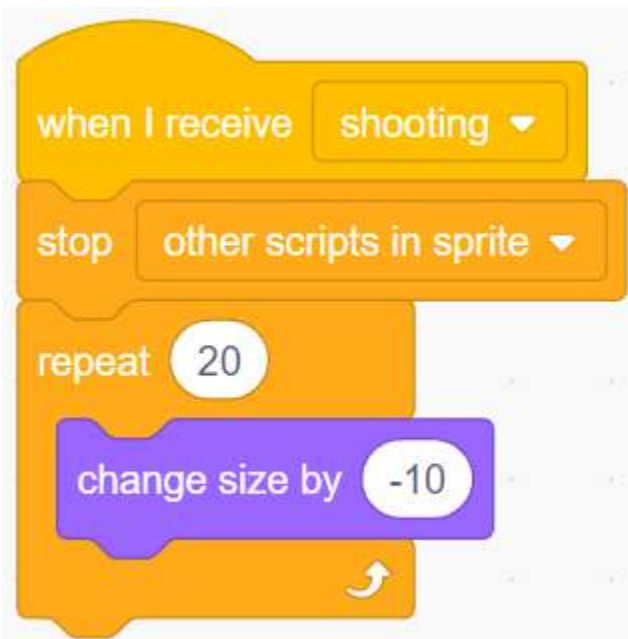 when I receive shooting
stop other scripts in sprite
repeat 20
change size by -10